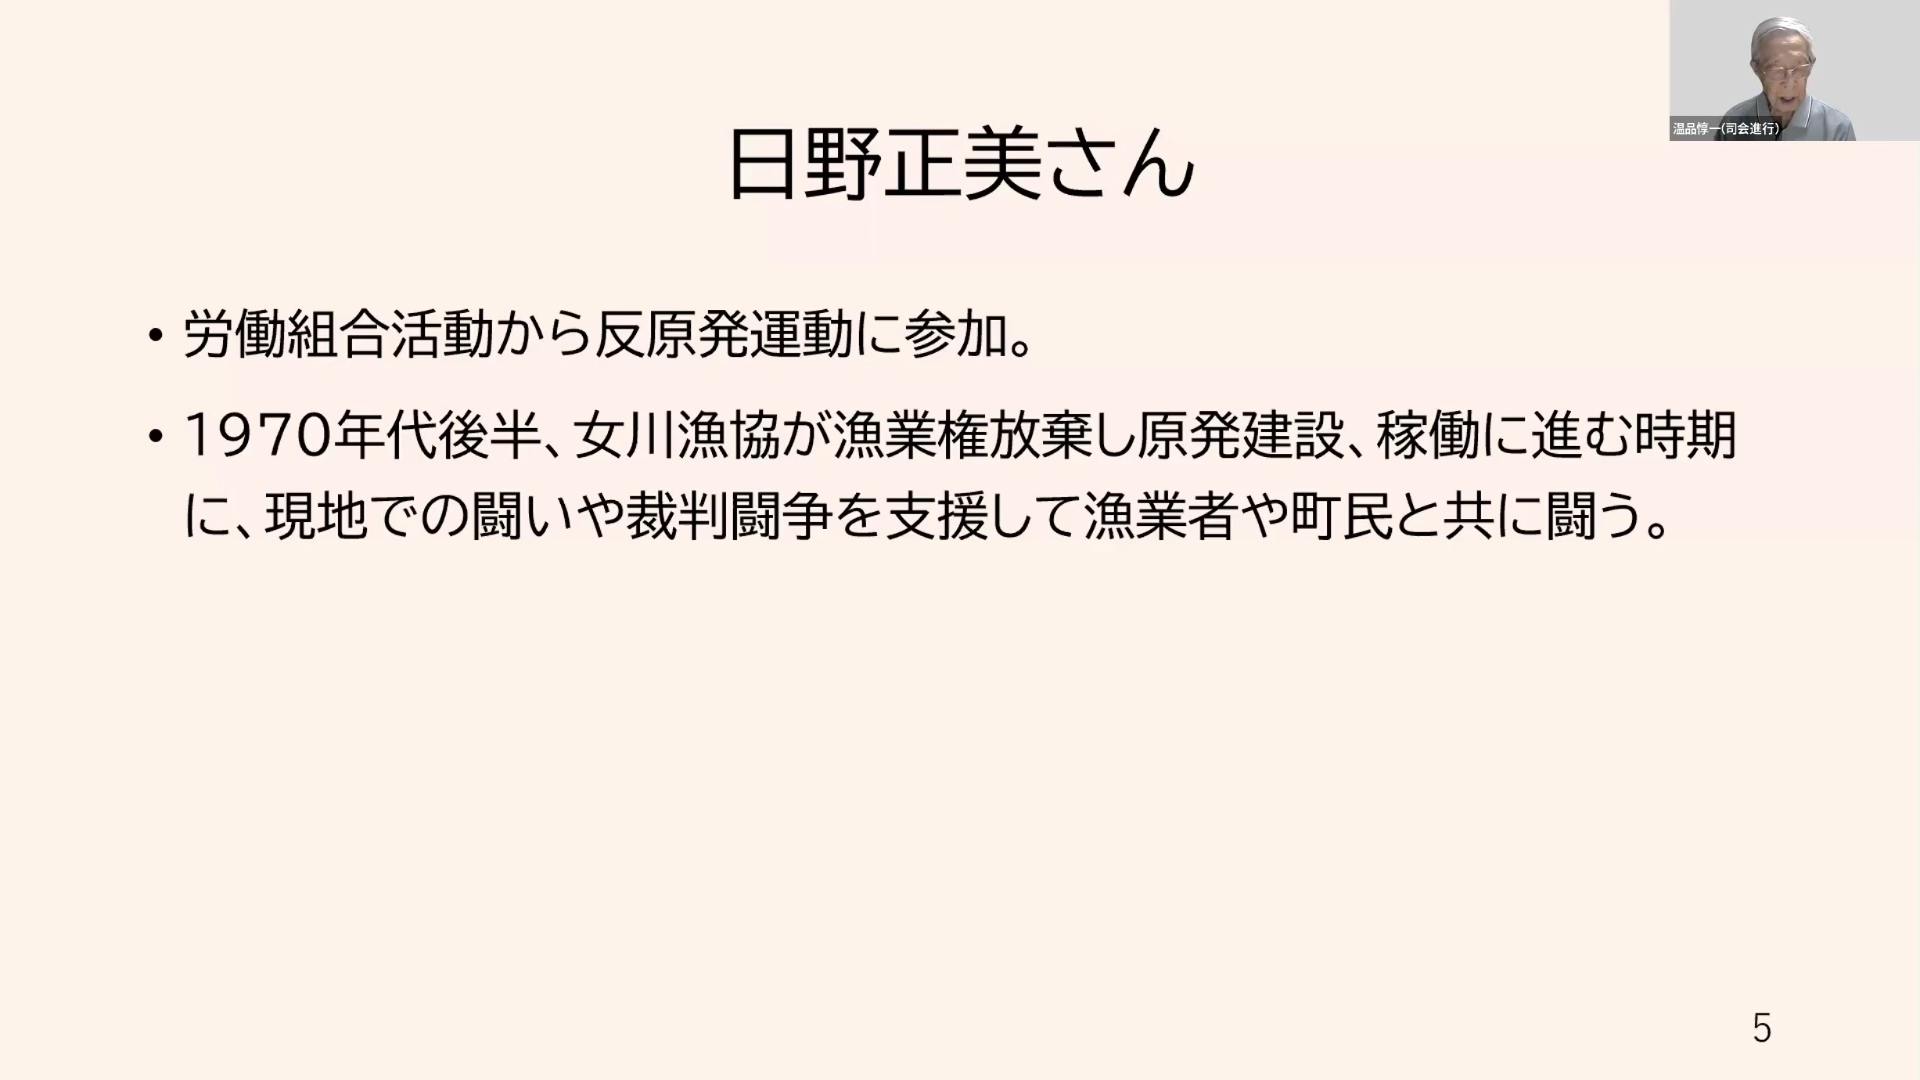 温品惇一(司会進行)
日野正美さん
• 労働組合活動から反原発運動に参加。
• 1970年代後半、女川漁協が漁業権放棄し原発建設、稼働に進む時期
に、現地での闘いや裁判闘争を支援して漁業者や町民と共に闘う。
5